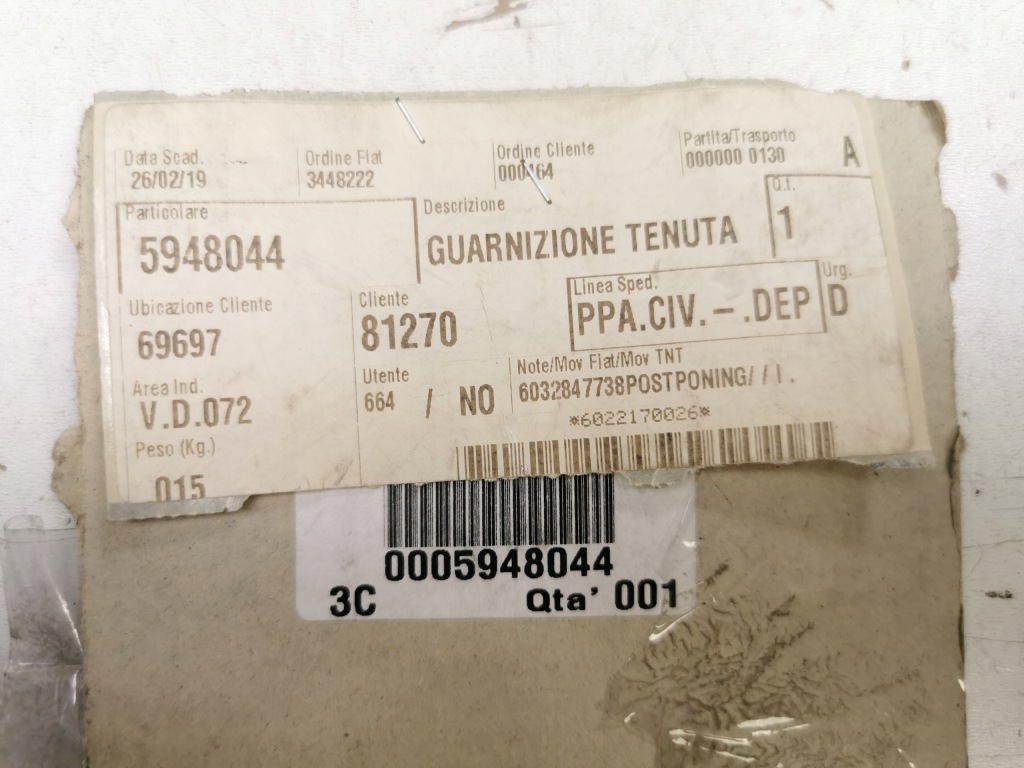 Data Scad. Ordine Fiat Ordine Cliente Partita/Trasporto
26/02/19 3448222 000164 000000 0130 A
Particolare Descrizione Q.t.
5948044 GUARNIZIONE TENUTA 1
Ubicazione Cliente Cliente Linea Sped. Urg.
69697 81270 PPA.CIV.-.DEP D
Area Ind. Utente Note/Mov Fiat/Mov TNT
V.D.072 664 / NO 6032847738POSTPONING//I.
Peso (Kg.) *6022170026*
015
0005948044
3C Qta' 001